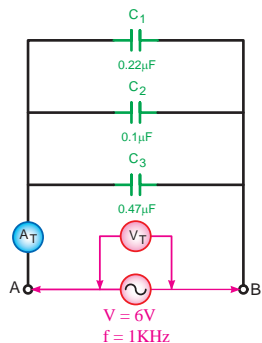 C1
0.22µF
C2
0.1µF
C3
0.47µF
AT
VT
A
B
V = 6V
f = 1KHz